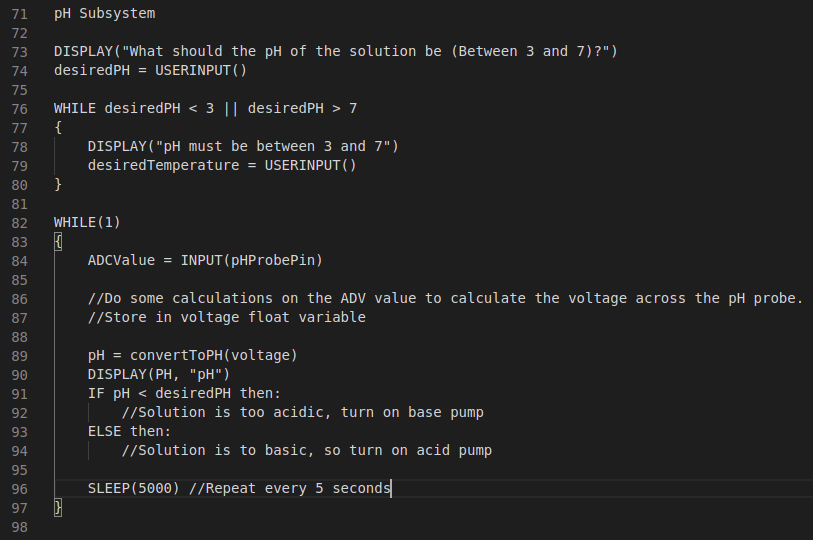 71 pH Subsystem
72
73 DISPLAY("What should the pH of the solution be (Between 3 and 7)?")
74 desiredPH = USERINPUT()
75
76 WHILE desiredPH < 3 || desiredPH > 7
77 {
78     DISPLAY("pH must be between 3 and 7")
79     desiredTemperature = USERINPUT()
80 }
81
82 WHILE(1)
83 {
84     ADCValue = INPUT(pHProbePin)
85
86     //Do some calculations on the ADV value to calculate the voltage across the pH probe.
87     //Store in voltage float variable
88
89     pH = convertToPH(voltage)
90     DISPLAY(PH, "pH")
91     IF pH < desiredPH then:
92         //Solution is too acidic, turn on base pump
93     ELSE then:
94         //Solution is to basic, so turn on acid pump
95
96     SLEEP(5000) //Repeat every 5 seconds
97 }
98